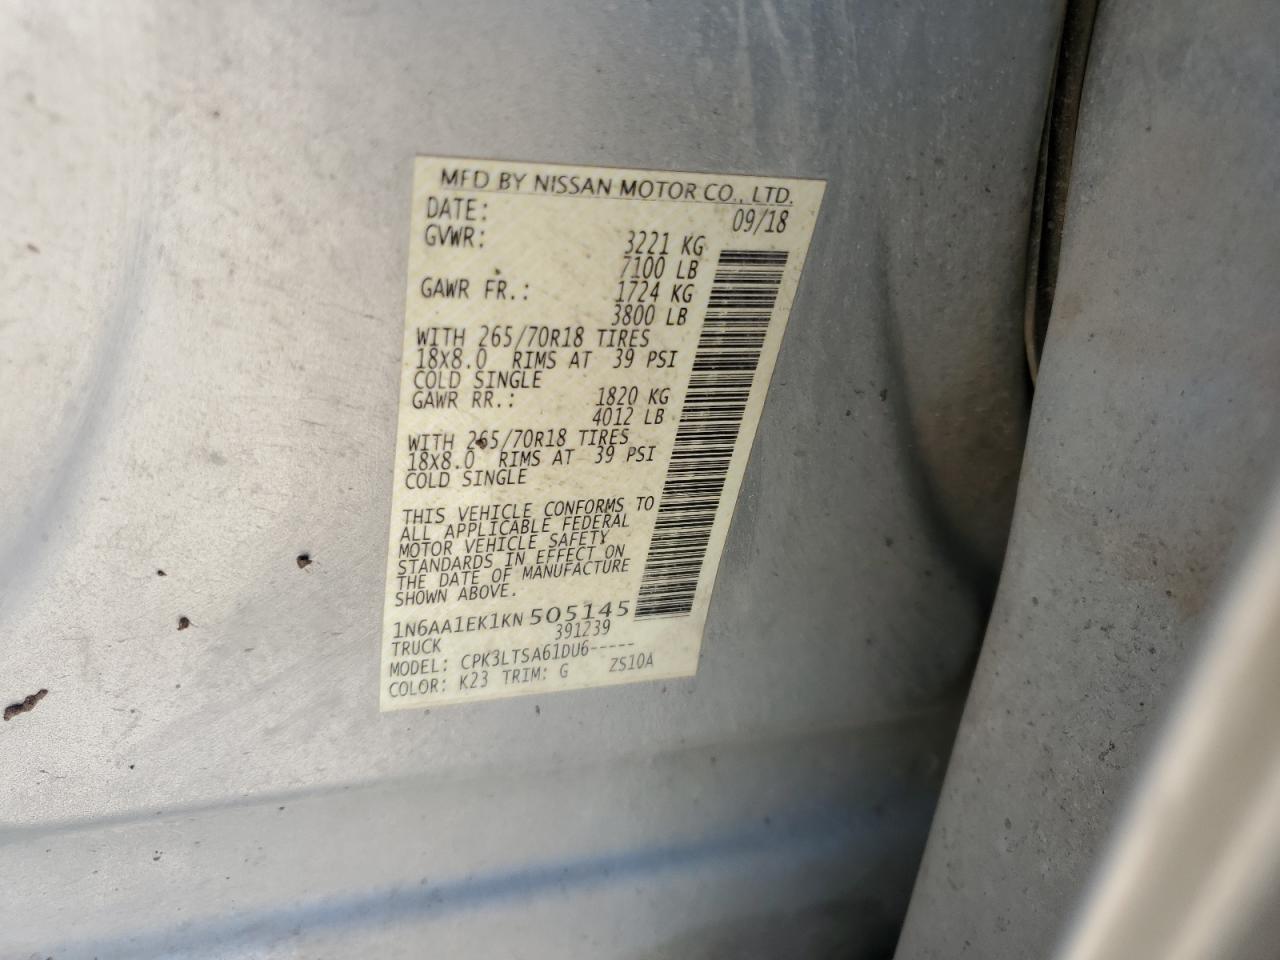 MFD BY NISSAN MOTOR CO., LTD.
DATE: 09/18
GVWR: 3221 KG
7100 LB
GAWR FR.: 1724 KG
3800 LB
WITH 265/70R18 TIRES
18X8.0 RIMS AT 39 PSI
COLD SINGLE
GAWR RR.: 1820 KG
4012 LB
WITH 265/70R18 TIRES
18X8.0 RIMS AT 39 PSI
COLD SINGLE
THIS VEHICLE CONFORMS TO
ALL APPLICABLE FEDERAL
MOTOR VEHICLE SAFETY
STANDARDS IN EFFECT ON
THE DATE OF MANUFACTURE
SHOWN ABOVE.
1N6AA1EK1KN505145
TRUCK 391239
MODEL: CPK3LTSA61DU6-----
COLOR: K23 TRIM: G ZS10A